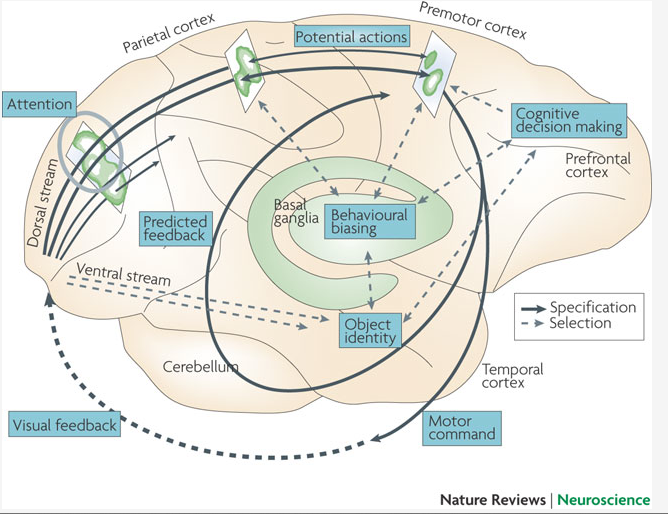 Parietal cortex
Premotor cortex
Potential actions
Attention
Cognitive
decision making
Prefrontal
cortex
Dorsal stream
Predicted
feedback
Basal
ganglia
Behavioural
biasing
Ventral stream
Specification
Selection
Object
identity
Cerebellum
Temporal
cortex
Visual feedback
Motor
command
Nature Reviews | Neuroscience